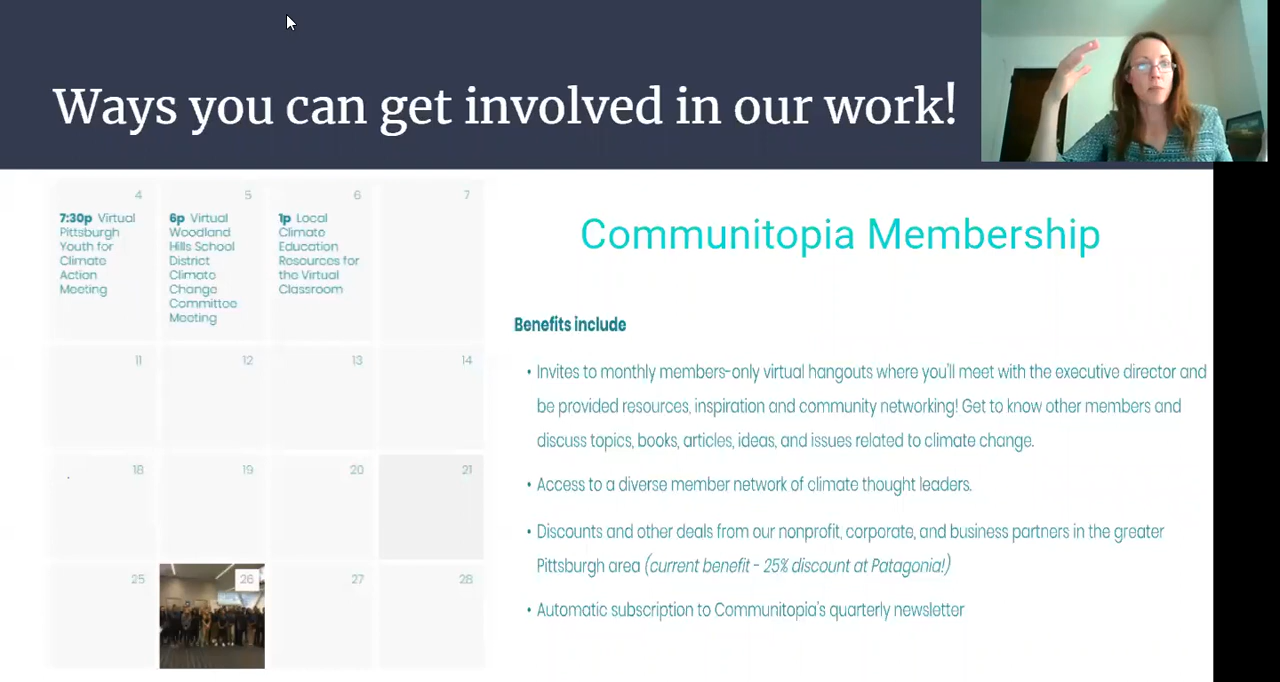 Ways you can get involved in our work!
4
7:30p Virtual
Pittsburgh
Youth for
Climate
Action
Meeting
5
6p Virtual
Woodland
Hills School
District
Climate
Change
Committee
Meeting
6
1p Local
Climate
Education
Resources for
the Virtual
Classroom
7
11
12
13
14
18
19
20
21
25
26
27
28
Communitopia Membership
Benefits include
• Invites to monthly members-only virtual hangouts where you'll meet with the executive director and
be provided resources, inspiration and community networking! Get to know other members and
discuss topics, books, articles, ideas, and issues related to climate change.
• Access to a diverse member network of climate thought leaders.
• Discounts and other deals from our nonprofit, corporate, and business partners in the greater
Pittsburgh area (current benefit - 25% discount at Patagonia!)
• Automatic subscription to Communitopia's quarterly newsletter